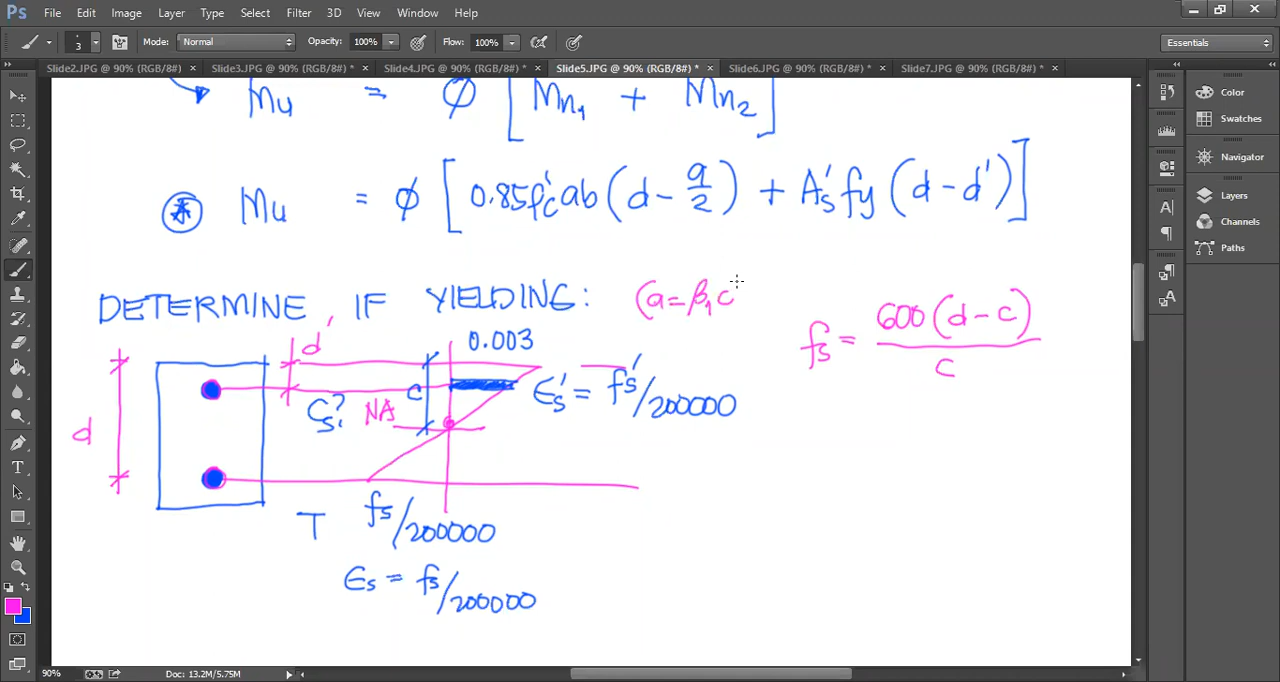 Ps File Edit Image Layer Type Select Filter 3D View Window Help
3 Mode: Normal Opacity: 100% Flow: 100% Essentials
Slide2.JPG @ 90% (RGB/8#) × Slide3.JPG @ 90% (RGB/8#) * × Slide4.JPG @ 90% (RGB/8#) * × Slide5.JPG @ 90% (RGB/8#) * × Slide6.JPG @ 90% (RGB/8#) * × Slide7.JPG @ 90% (RGB/8#) * ×
Mu = Ø [Mn1 + Mn2]
Mu = Ø [0.85f'c ab (d - a/2) + A's fy (d - d')]
DETERMINE IF YIELDING: (a = β1c
fs = 600(d - c)/c
d'
0.003
d
Cs?
NA
c
Es' = fs'/200000
T
fs/200000
Es = fs/200000
Color
Swatches
Navigator
Layers
Channels
Paths
90% Doc: 13.2M/5.75M